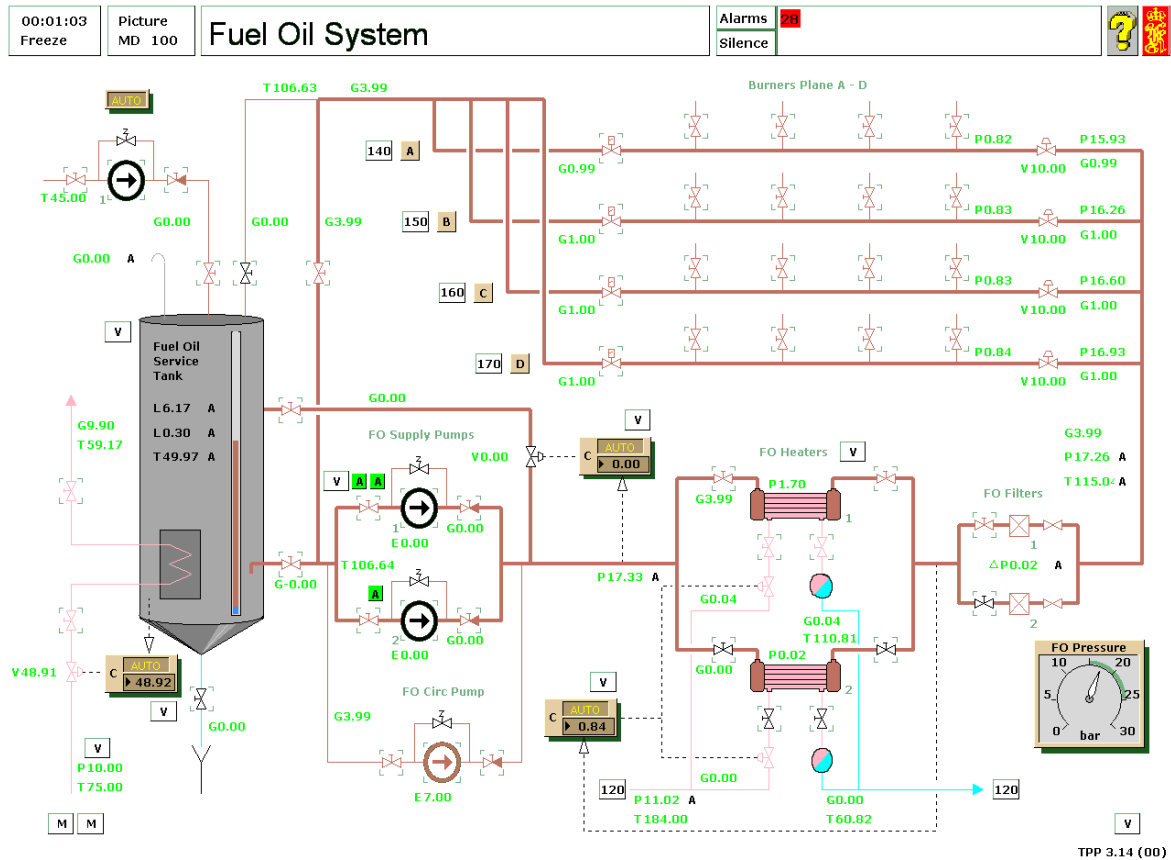 00:01:03
Freeze
Picture
MD 100
Fuel Oil System
Alarms 28
Silence
?
T106.63 G3.99
Burners Plane A - D
AUTO
Z
T45.00 1
G0.00 G0.00 G3.99
G0.00 A
140 A
G0.99
P0.82 P15.93
V10.00 G0.99
150 B
G1.00
P0.83 P16.26
V10.00 G1.00
160 C
G1.00
P0.83 P16.60
V10.00 G1.00
170 D
G1.00
P0.84 P16.93
V10.00 G1.00
V
Fuel Oil
Service
Tank
L6.17 A
L0.30 A
T49.97 A
G9.90
T59.17
G0.00
FO Supply Pumps
V0.00
V
C AUTO
0.00
FO Heaters V
G3.99
P17.26 A
T115.04 A
V A A
Z
1
G0.00
E0.00
G3.99
P1.70
1
FO Filters
1
T106.64
G-0.00
P17.33 A
△P0.02 A
2
A
Z
2
G0.00
E0.00
G0.04
G0.04
T110.81
P0.02
G0.00
2
V48.91
C AUTO
48.92
V
G0.00
FO Circ Pump
G3.99
Z
E7.00
V
C AUTO
0.84
FO Pressure
0 5 10 20 25 30
bar
V
P10.00
T75.00
120
G0.00
P11.02 A
T184.00
G0.00
T60.82
120
M M
V
TPP 3.14 (00)